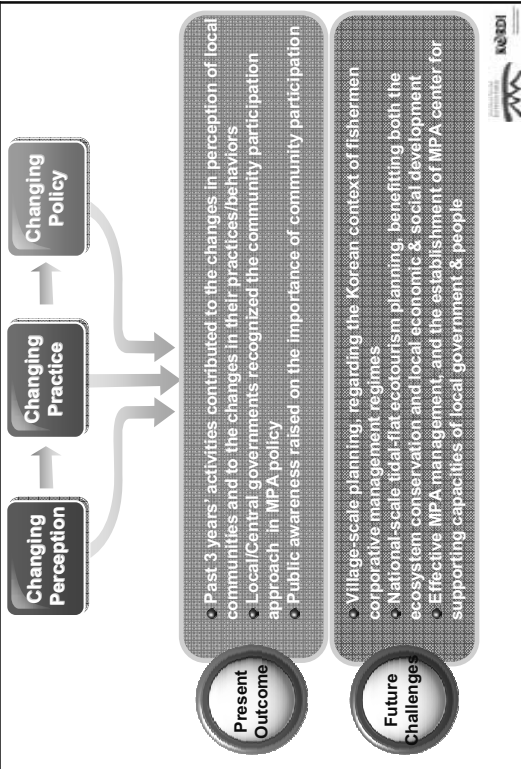 Changing
Perception
Changing
Practice
Changing
Policy
Present
Outcome
Past 3 years' activities contributed to the changes in perception of local
communities and to the changes in their practices/behaviors
Local/Central governments recognized the community participation
approach in MPA policy
Public awareness raised on the importance of community participation
Future
Challenges
Village-scale planning, regarding the Korean context of fishermen
corporative management regimes
National-scale tidal-flat ecotourism planning, benefitting both the
ecosystem conservation and local economic & social development
Effective MPA management, and the establishment of MPA center for
supporting capacities of local government & people
KORDI